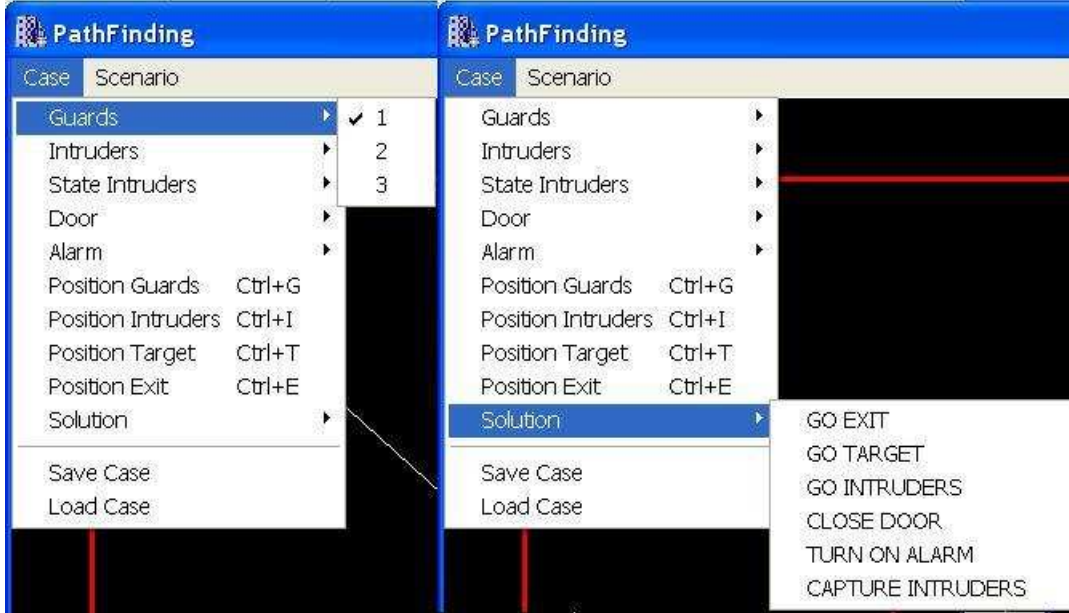 PathFinding
Case Scenario
Guards
1
2
3
Intruders
State Intruders
Door
Alarm
Position Guards Ctrl+G
Position Intruders Ctrl+I
Position Target Ctrl+T
Position Exit Ctrl+E
Solution
Save Case
Load Case
PathFinding
Case Scenario
Guards
Intruders
State Intruders
Door
Alarm
Position Guards Ctrl+G
Position Intruders Ctrl+I
Position Target Ctrl+T
Position Exit Ctrl+E
Solution
GO EXIT
GO TARGET
GO INTRUDERS
CLOSE DOOR
TURN ON ALARM
CAPTURE INTRUDERS
Save Case
Load Case